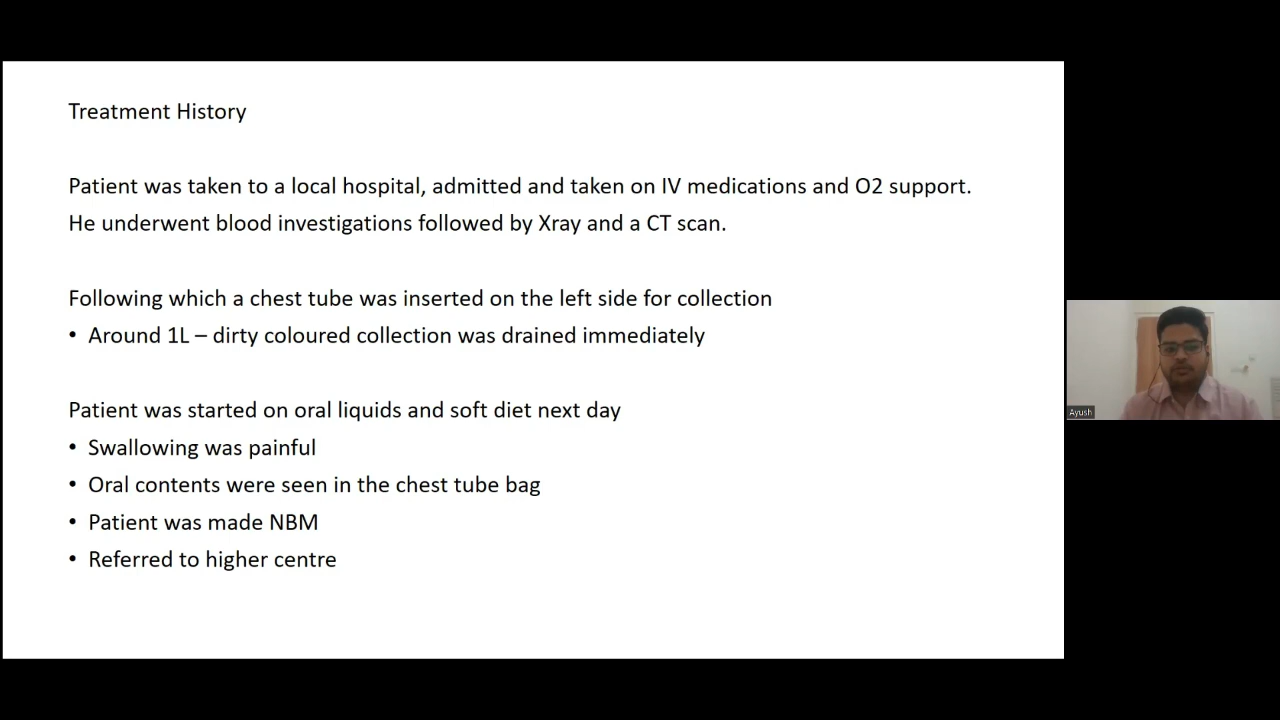 Treatment History
Patient was taken to a local hospital, admitted and taken on IV medications and O2 support.
He underwent blood investigations followed by Xray and a CT scan.
Following which a chest tube was inserted on the left side for collection
• Around 1L – dirty coloured collection was drained immediately
Patient was started on oral liquids and soft diet next day
• Swallowing was painful
• Oral contents were seen in the chest tube bag
• Patient was made NBM
• Referred to higher centre
Ayush